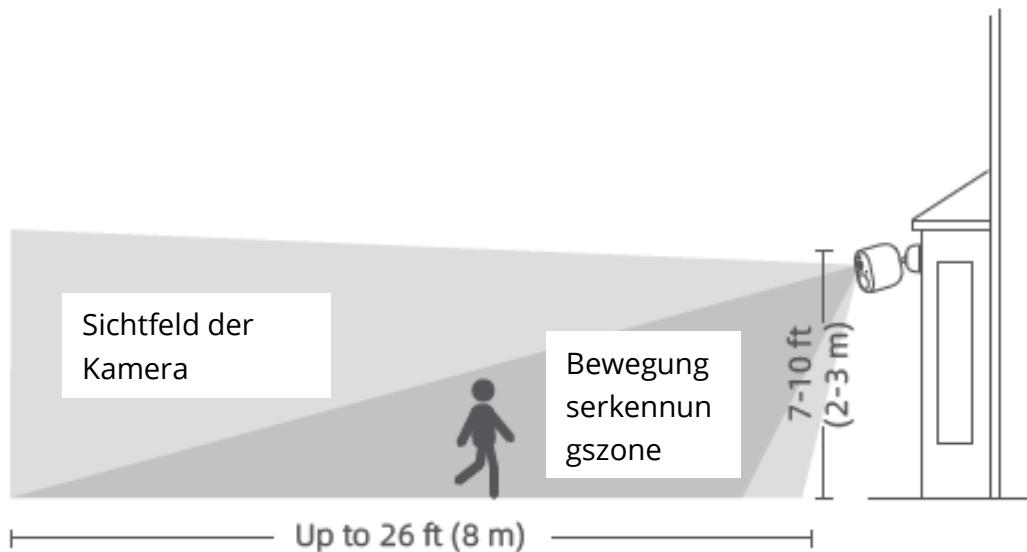 Sichtfeld der
Kamera
Bewegung
serkennun
gszone
7-10 ft
(2-3 m)
Up to 26 ft (8 m)